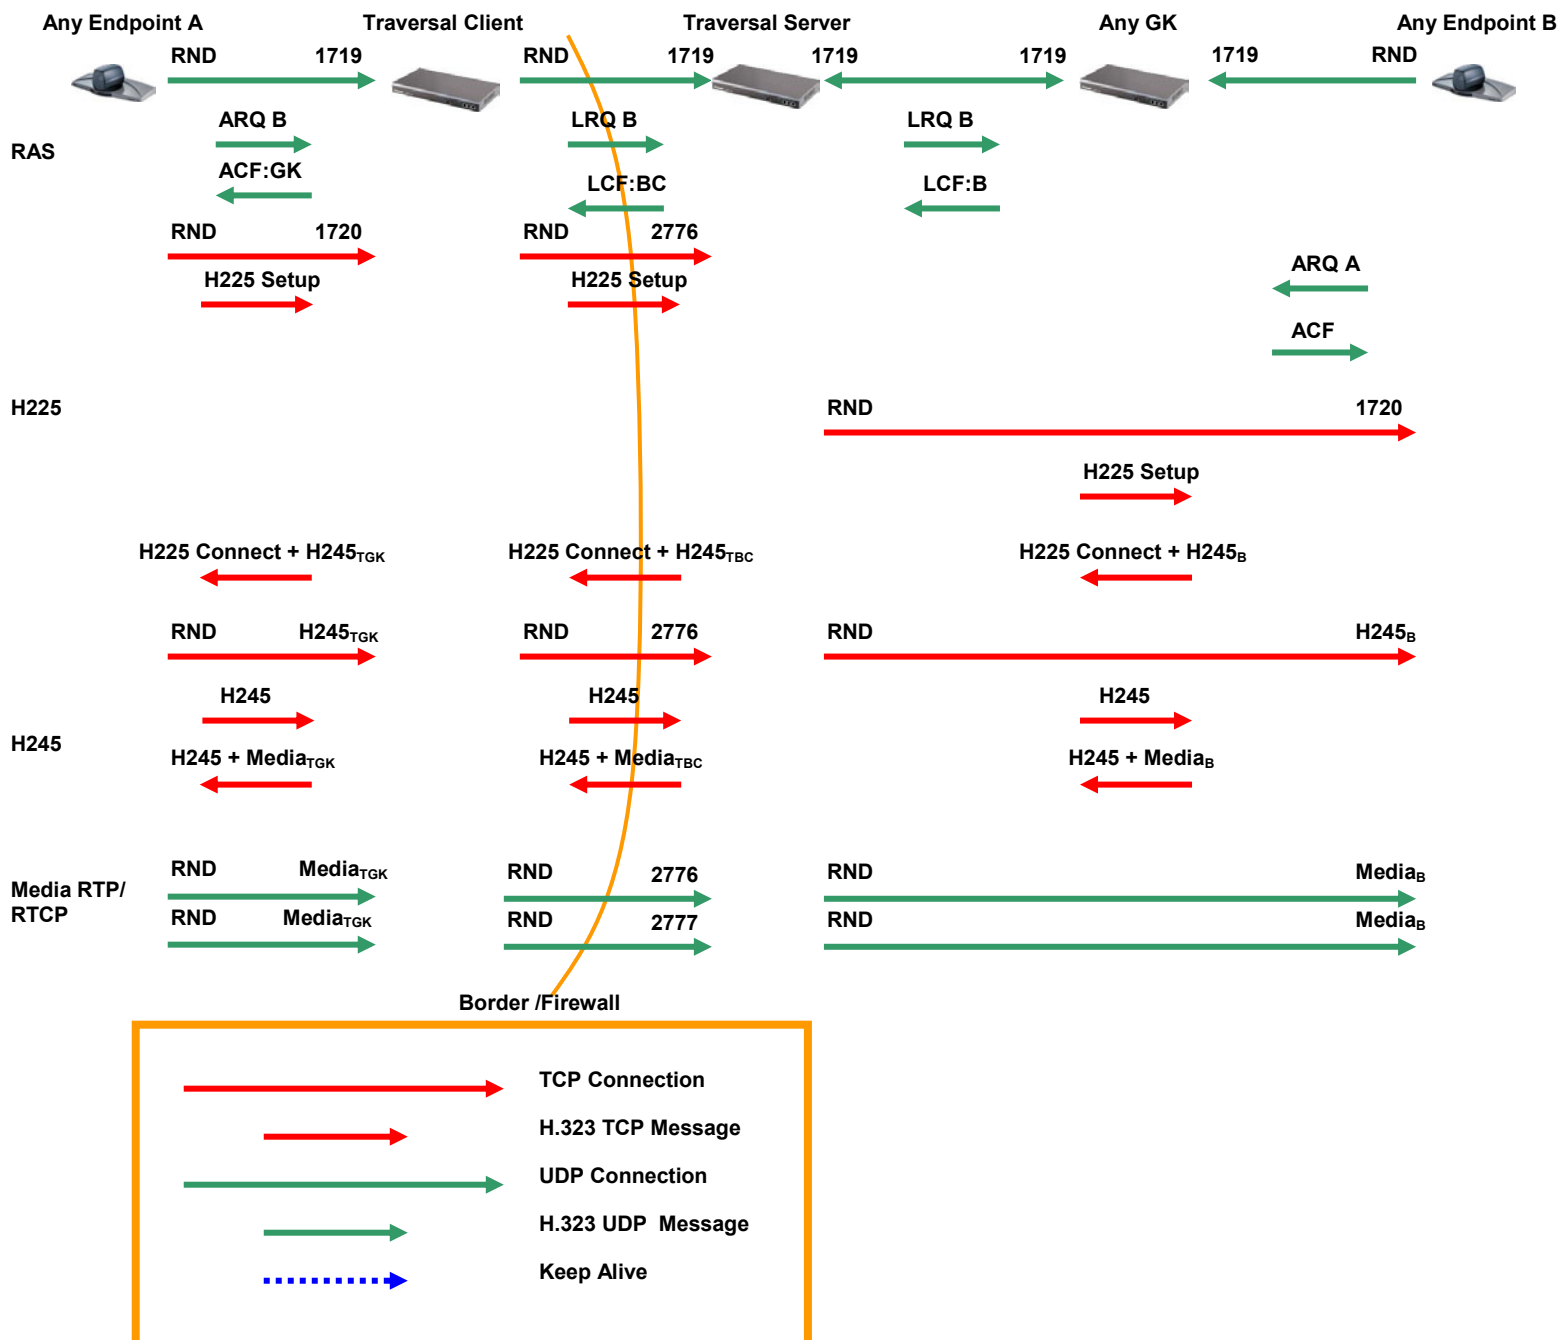 Any Endpoint A Traversal Client Traversal Server Any GK Any Endpoint B
RND 1719 RND 1719 1719 1719 1719 RND
ARQ B LRQ B LRQ B
RAS
ACF:GK LCF:BC LCF:B
RND 1720 RND 2776
H225 Setup H225 Setup
ARQ A
ACF
H225
RND 1720
H225 Setup
H225 Connect + H245TGK H225 Connect + H245TBC H225 Connect + H245B
RND H245TGK RND 2776 RND H245B
H245 H245 H245
H245
H245 + MediaTGK H245 + MediaTBC H245 + MediaB
RND MediaTGK RND 2776 RND MediaB
Media RTP/
RTCP
RND MediaTGK RND 2777 RND MediaB
Border /Firewall
TCP Connection
H.323 TCP Message
UDP Connection
H.323 UDP Message
Keep Alive